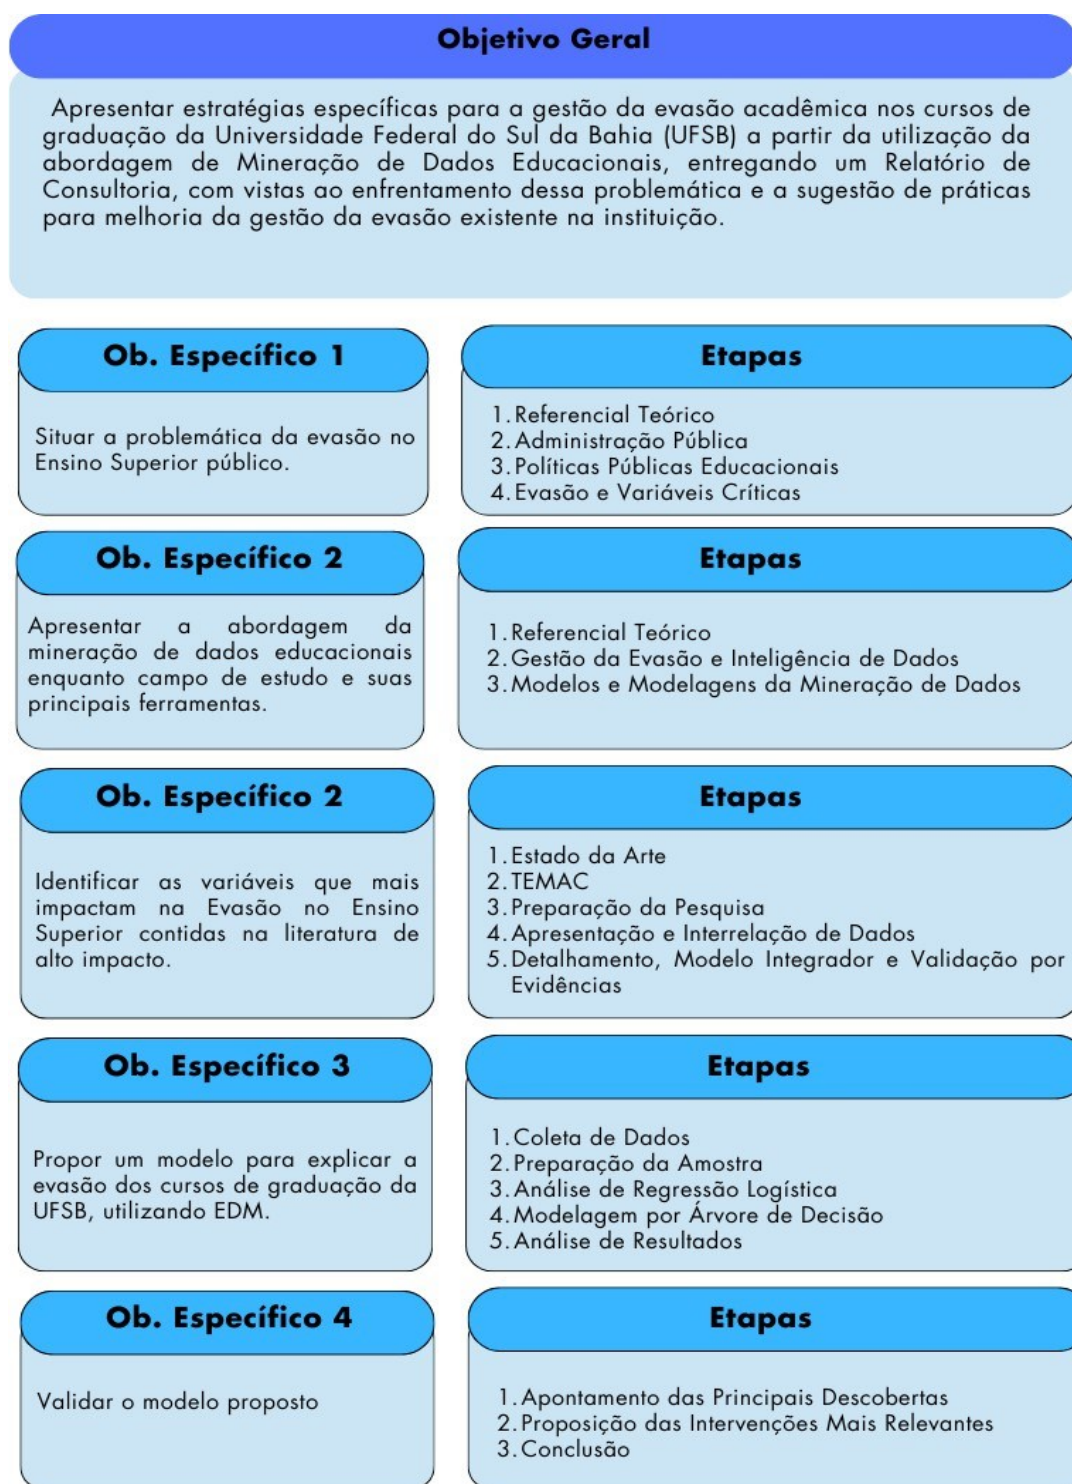 Objetivo Geral
Apresentar estratégias específicas para a gestão da evasão acadêmica nos cursos de
graduação da Universidade Federal do Sul da Bahia (UFSB) a partir da utilização da
abordagem de Mineração de Dados Educacionais, entregando um Relatório de
Consultoria, com vistas ao enfrentamento dessa problemática e a sugestão de práticas
para melhoria da gestão da evasão existente na instituição.
Ob. Específico 1
Situar a problemática da evasão no
Ensino Superior público.
Etapas
1. Referencial Teórico
2. Administração Pública
3. Políticas Públicas Educacionais
4. Evasão e Variáveis Críticas
Ob. Específico 2
Apresentar a abordagem da
mineração de dados educacionais
enquanto campo de estudo e suas
principais ferramentas.
Etapas
1. Referencial Teórico
2. Gestão da Evasão e Inteligência de Dados
3. Modelos e Modelagens da Mineração de Dados
Ob. Específico 2
Identificar as variáveis que mais
impactam na Evasão no Ensino
Superior contidas na literatura de
alto impacto.
Etapas
1. Estado da Arte
2. TEMAC
3. Preparação da Pesquisa
4. Apresentação e Interrelação de Dados
5. Detalhamento, Modelo Integrador e Validação por
Evidências
Ob. Específico 3
Propor um modelo para explicar a
evasão dos cursos de graduação da
UFSB, utilizando EDM.
Etapas
1. Coleta de Dados
2. Preparação da Amostra
3. Análise de Regressão Logística
4. Modelagem por Árvore de Decisão
5. Análise de Resultados
Ob. Específico 4
Validar o modelo proposto
Etapas
1. Apontamento das Principais Descobertas
2. Proposição das Intervenções Mais Relevantes
3. Conclusão